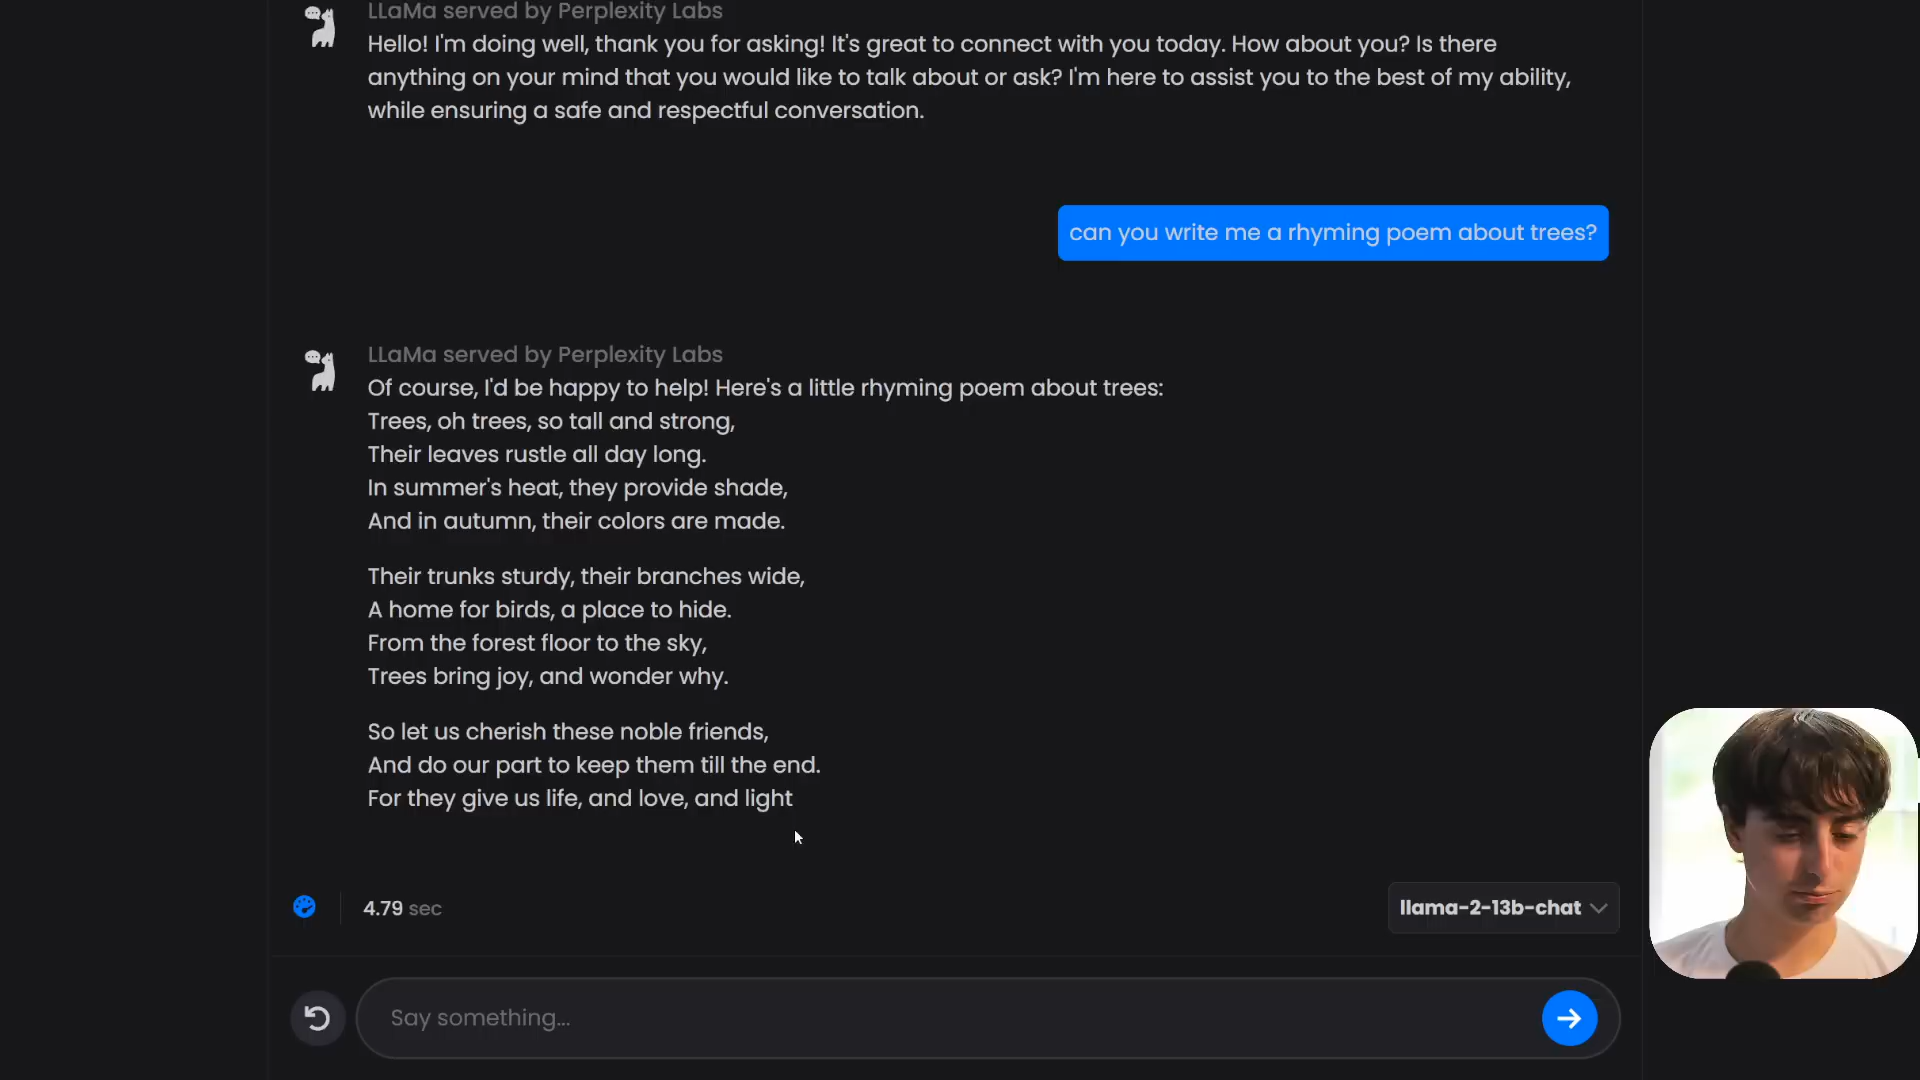 LLaMa served by Perplexity Labs
Hello! I'm doing well, thank you for asking! It's great to connect with you today. How about you? Is there
anything on your mind that you would like to talk about or ask? I'm here to assist you to the best of my ability,
while ensuring a safe and respectful conversation.
can you write me a rhyming poem about trees?
LLaMa served by Perplexity Labs
Of course, I'd be happy to help! Here's a little rhyming poem about trees:
Trees, oh trees, so tall and strong,
Their leaves rustle all day long.
In summer's heat, they provide shade,
And in autumn, their colors are made.
Their trunks sturdy, their branches wide,
A home for birds, a place to hide.
From the forest floor to the sky,
Trees bring joy, and wonder why.
So let us cherish these noble friends,
And do our part to keep them till the end.
For they give us life, and love, and light
4.79 sec
llama-2-13b-chat
Say something...